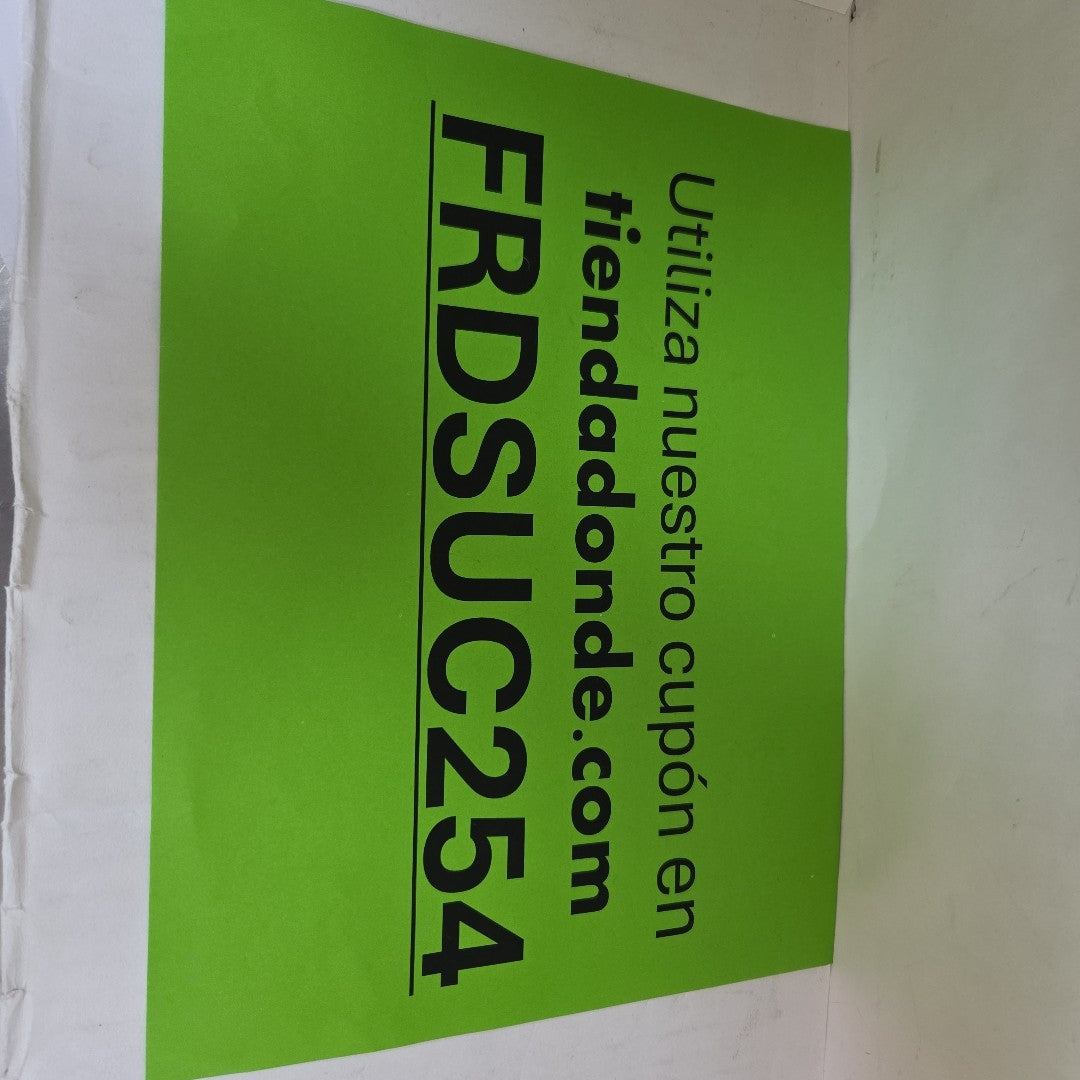 Utiliza nuestro cupón en
tiendadonde.com
FRDSUC254